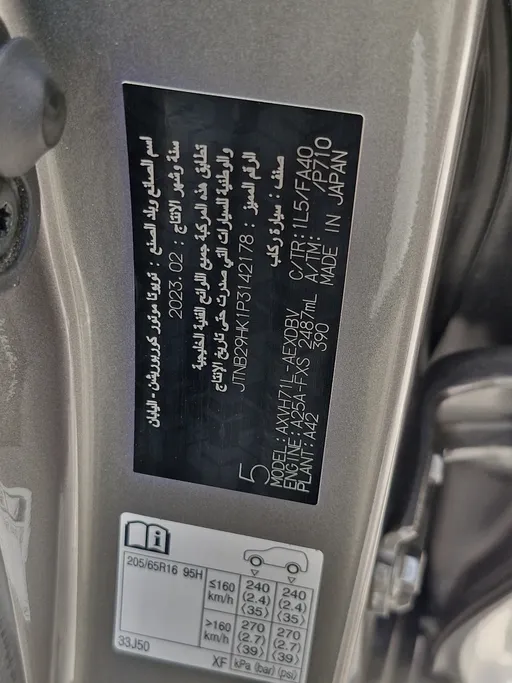 اسم الصانع وبلد الصنع : تويوتا موتور كوربوريشن - اليابان
سنة وشهر الانتاج : 2023.02
تطابق هذه المركبة جميع اللوائح الفنية الخليجية
والوطنية للسيارات التي صدرت حتى تاريخ الإنتاج
الرقم المميز : JTNB29HK1P3142178
صنف : سيارة ركاب
5
MODEL: AXVH71L-AEXDBV
ENGINE: A25A-FXS 2487mL
PLANT: A42 390
C/TR: 1L5/FA40
A/TM: /P710
MADE IN JAPAN
205/65R16 95H
≤160 km/h
240 (2.4) (35)
240 (2.4) (35)
>160 km/h
270 (2.7) (39)
270 (2.7) (39)
33J50
XF
kPa (bar) (psi)